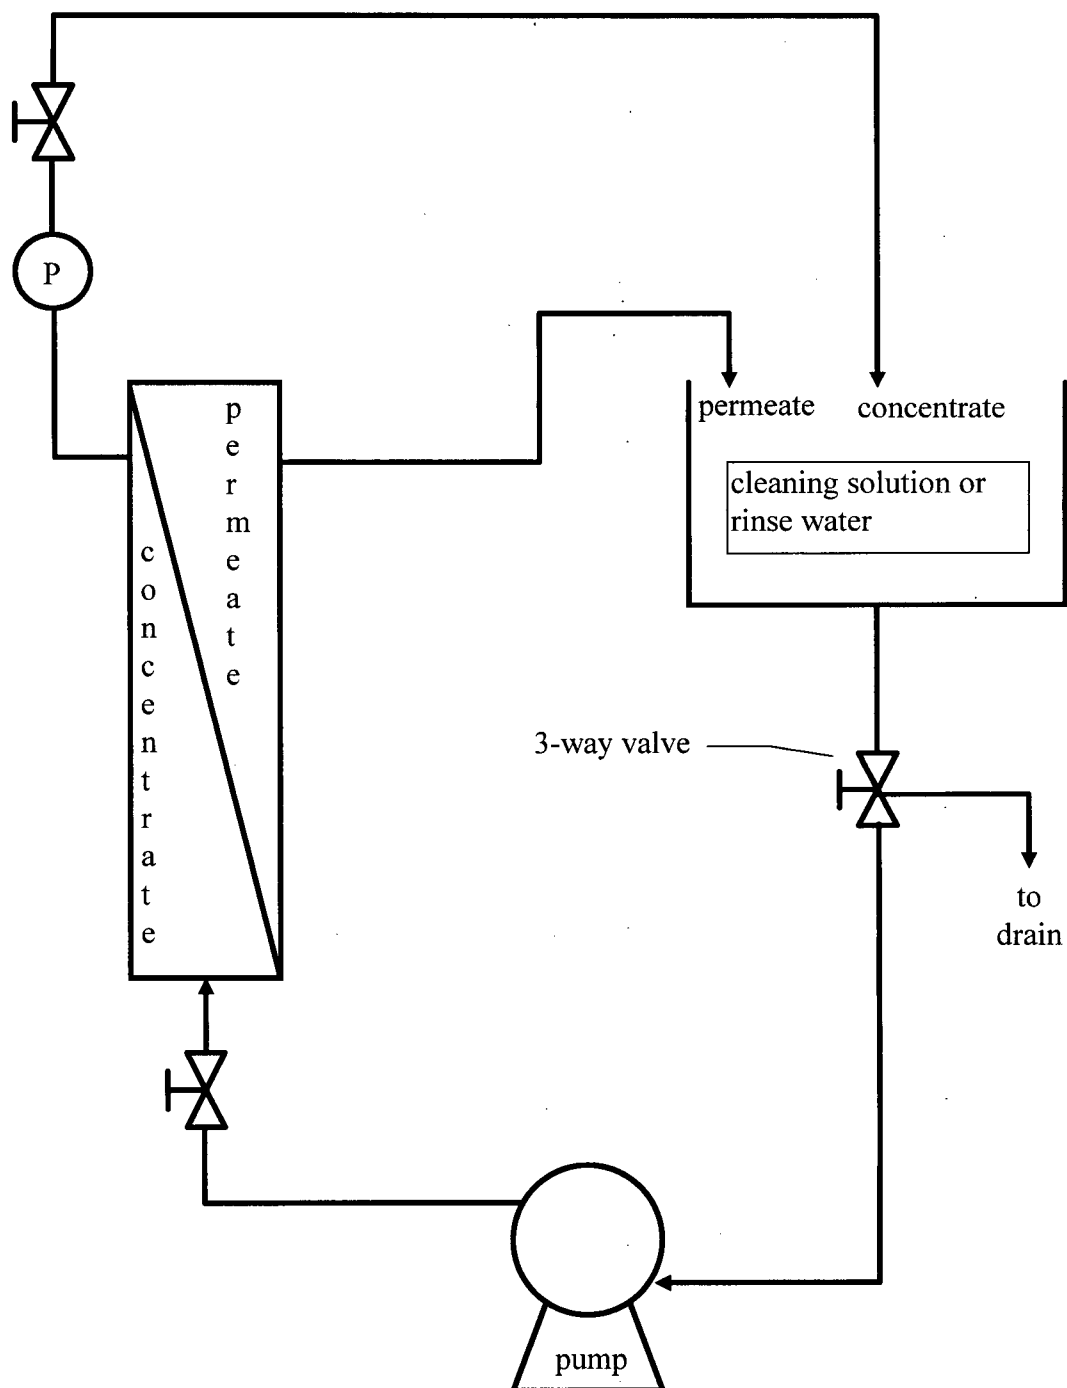 P
permeate
concentrate
permeate
concentrate
cleaning solution or
rinse water
3-way valve
to
drain
pump